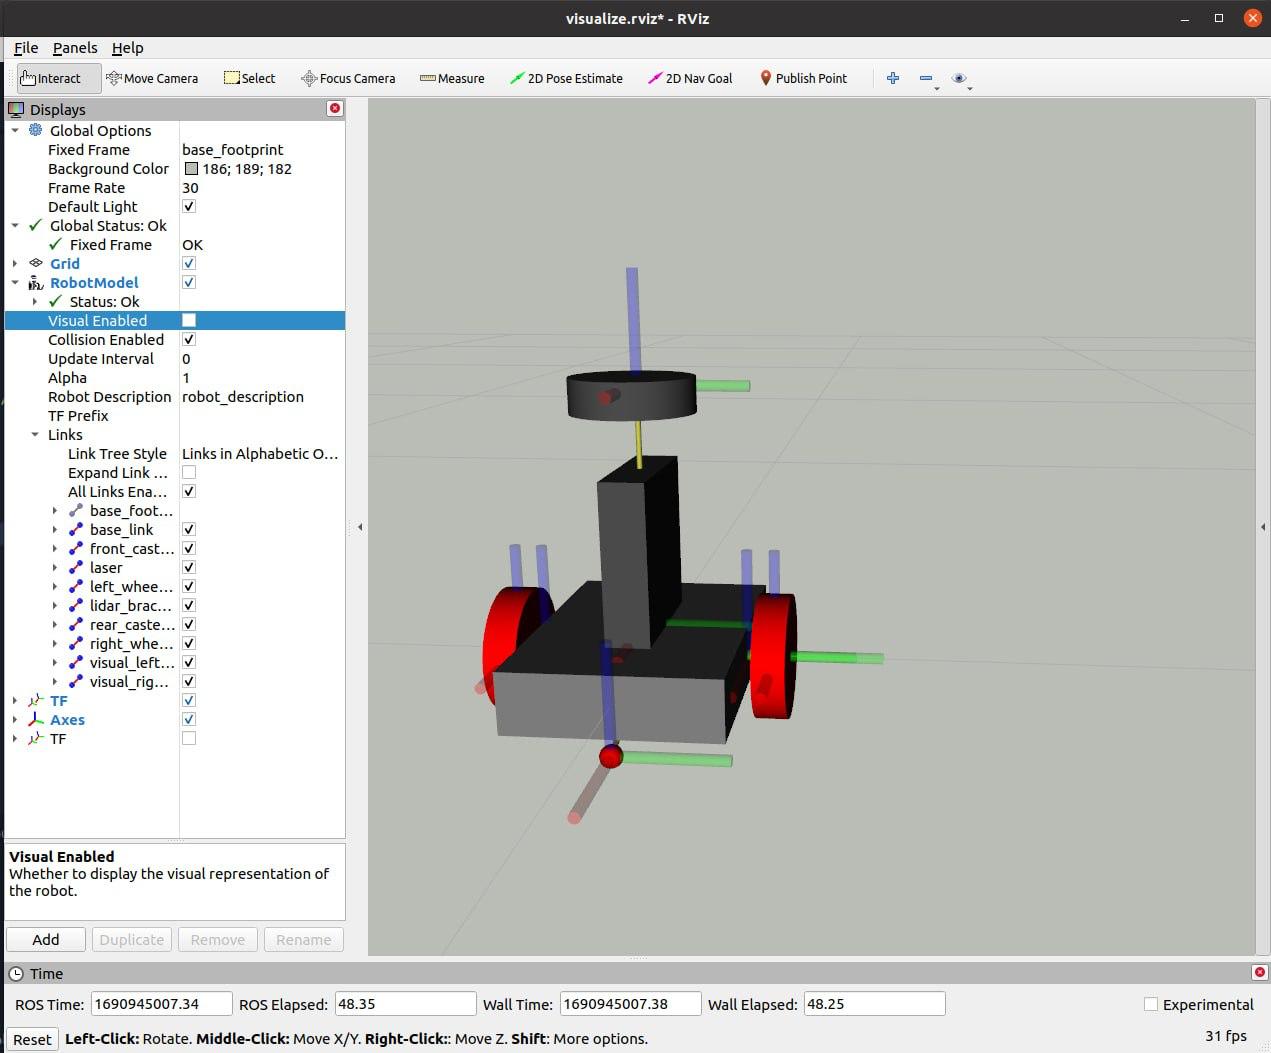 visualize.rviz* - RViz
File Panels Help
Interact Move Camera Select Focus Camera Measure 2D Pose Estimate 2D Nav Goal Publish Point
Displays
Global Options
Fixed Frame base_footprint
Background Color 186; 189; 182
Frame Rate 30
Default Light
Global Status: Ok
Fixed Frame OK
Grid
RobotModel
Status: Ok
Visual Enabled
Collision Enabled
Update Interval 0
Alpha 1
Robot Description robot_description
TF Prefix
Links
Link Tree Style Links in Alphabetic O...
Expand Link ...
All Links Ena...
base_foot...
base_link
front_cast...
laser
left_whee...
lidar_brac...
rear_caste...
right_whe...
visual_left...
visual_rig...
TF
Axes
TF
Visual Enabled
Whether to display the visual representation of
the robot.
Add Duplicate Remove Rename
Time
ROS Time: 1690945007.34 ROS Elapsed: 48.35 Wall Time: 1690945007.38 Wall Elapsed: 48.25 Experimental
Reset Left-Click: Rotate. Middle-Click: Move X/Y. Right-Click:: Move Z. Shift: More options. 31 fps